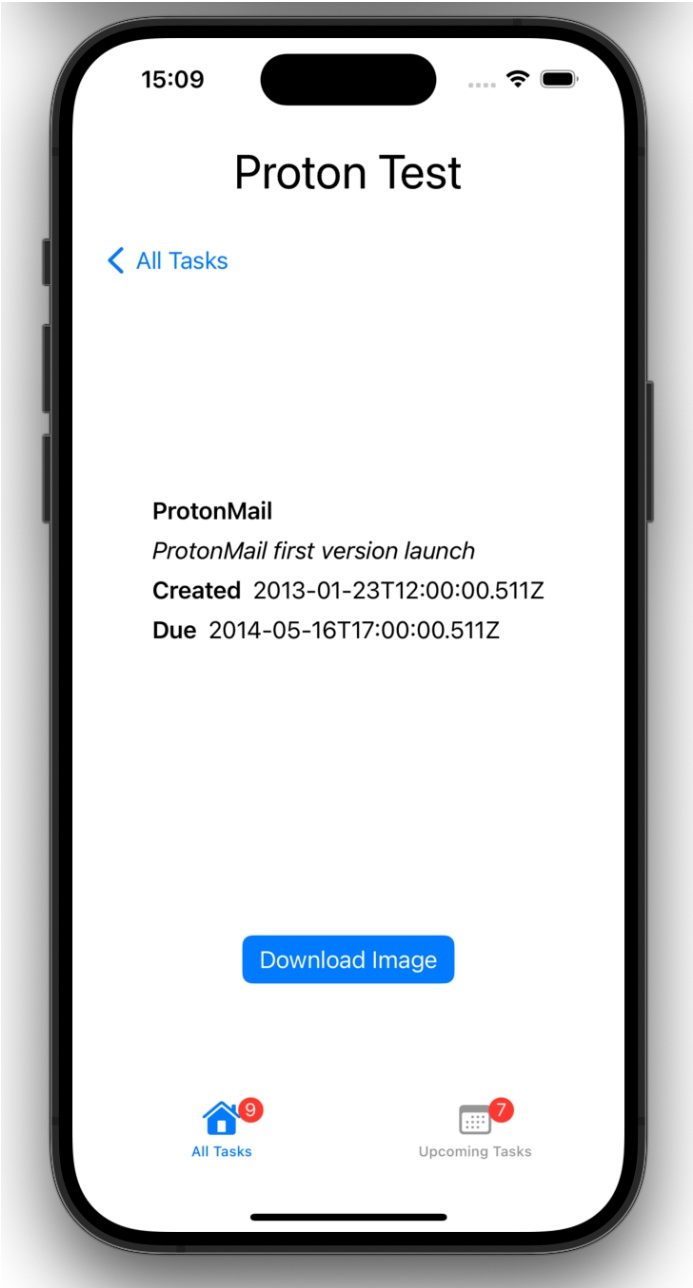 15:09
Proton Test
All Tasks
ProtonMail
ProtonMail first version launch
Created 2013-01-23T12:00:00.511Z
Due 2014-05-16T17:00:00.511Z
Download Image
9
7
All Tasks
Upcoming Tasks